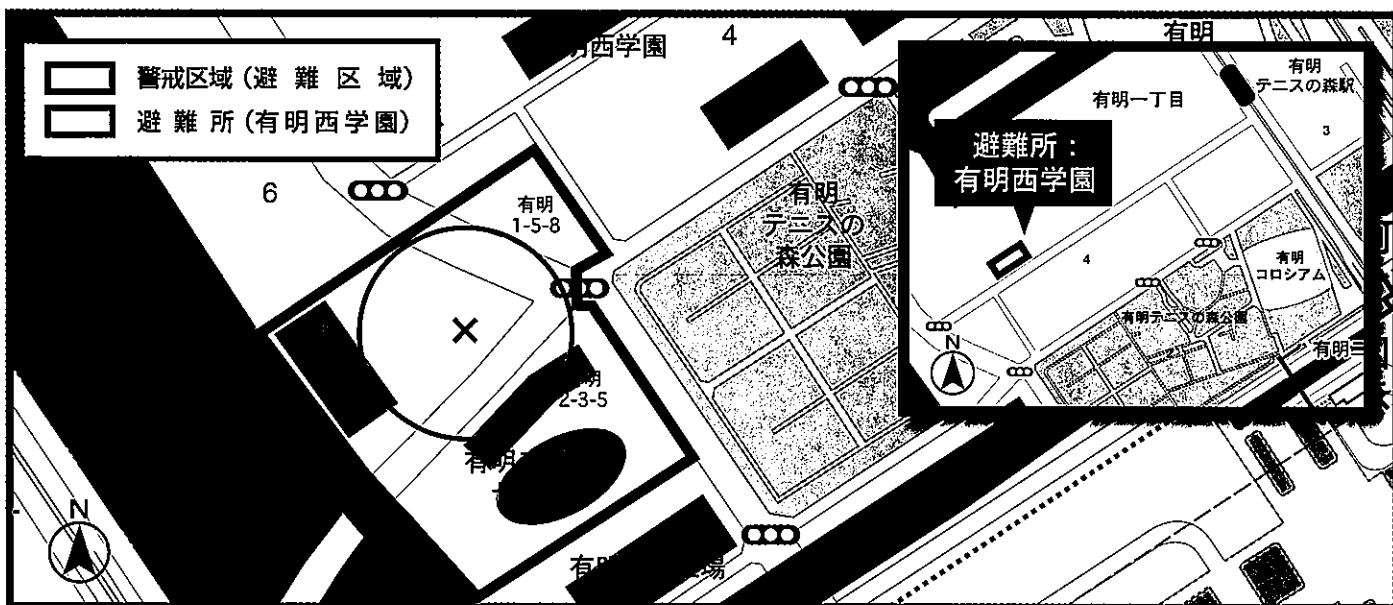 警戒区域（避 難 区 域）
避 難 所（有明西学園）
西学園
4
6
有明
1-5-8
有明
テニスの
森公園
2-3-5
有明
有明
場
N
有明
有明
テニスの森駅
有明一丁目
3
避難所：
有明西学園
4
有明
コロシアム
有明テニスの森公園
2
有明
N